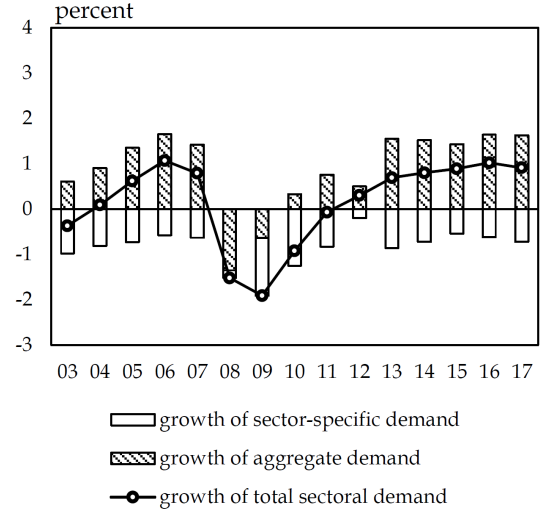 percent
4
3
2
1
0
-1
-2
-3
03 04 05 06 07 08 09 10 11 12 13 14 15 16 17
growth of sector-specific demand
growth of aggregate demand
growth of total sectoral demand